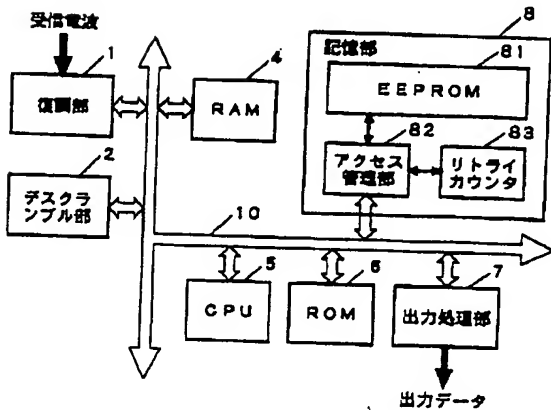 受信電波
1
復調部
4
RAM
2
デスクランブル部
8
記憶部
81
EEPROM
82
アクセス
管理部
83
リトライ
カウンタ
10
5
CPU
6
ROM
7
出力処理部
出力データ